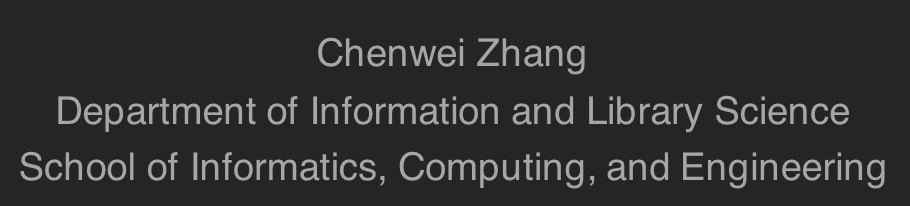 Chenwei Zhang
Department of Information and Library Science
School of Informatics, Computing, and Engineering